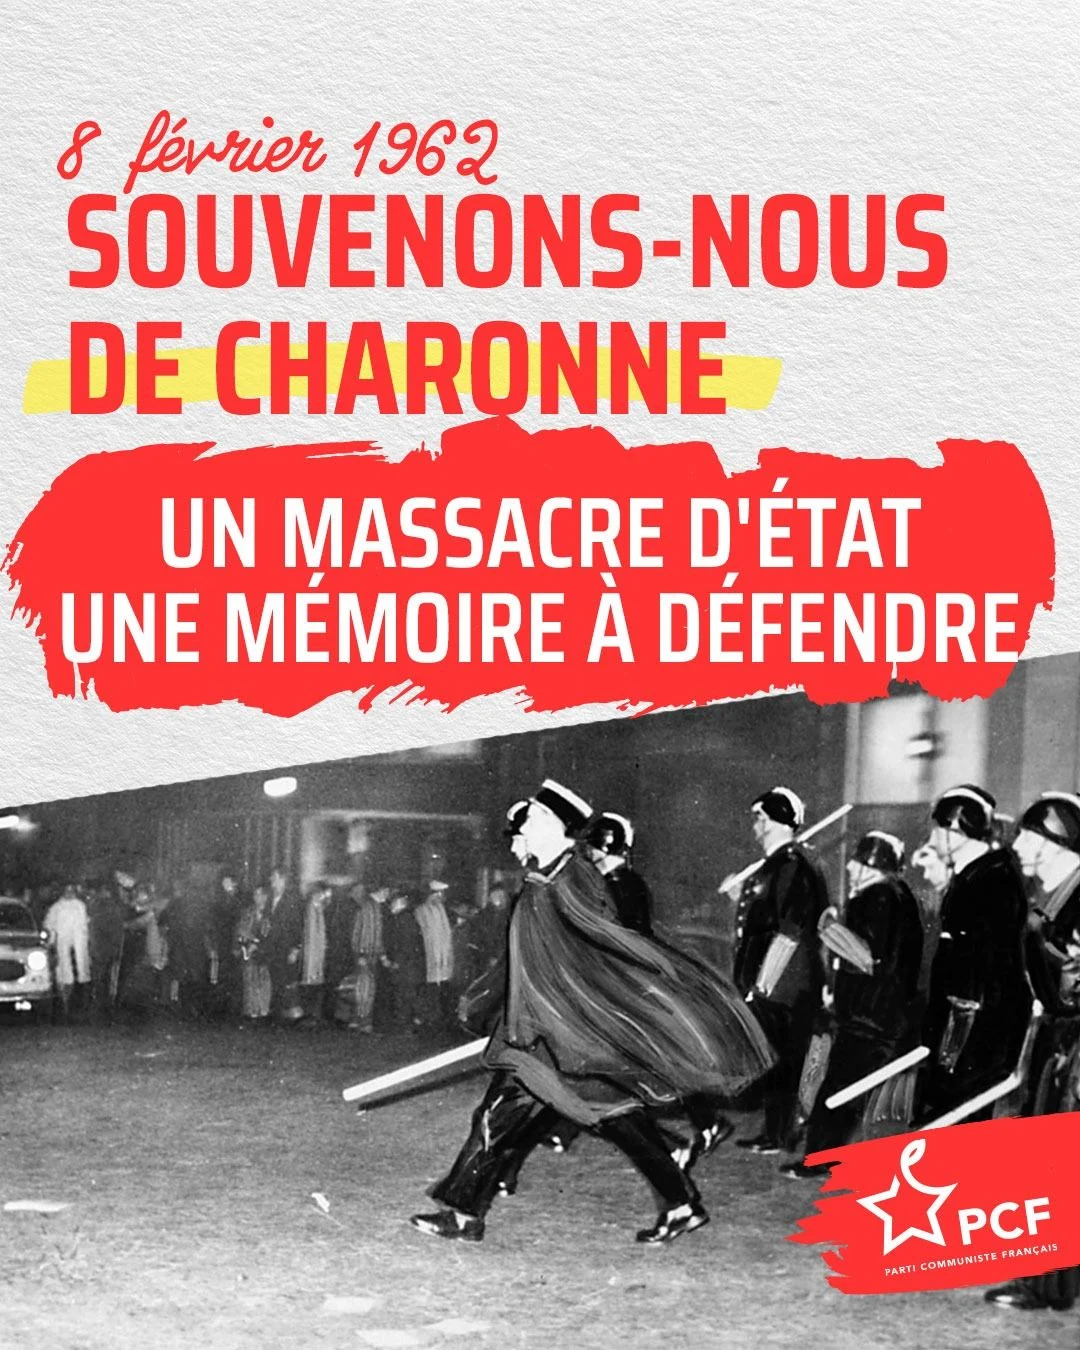 8 février 1962
SOUVENONS-NOUS
DE CHARONNE
UN MASSACRE D'ÉTAT
UNE MÉMOIRE À DÉFENDRE
PCF
PARTI COMMUNISTE FRANÇAIS